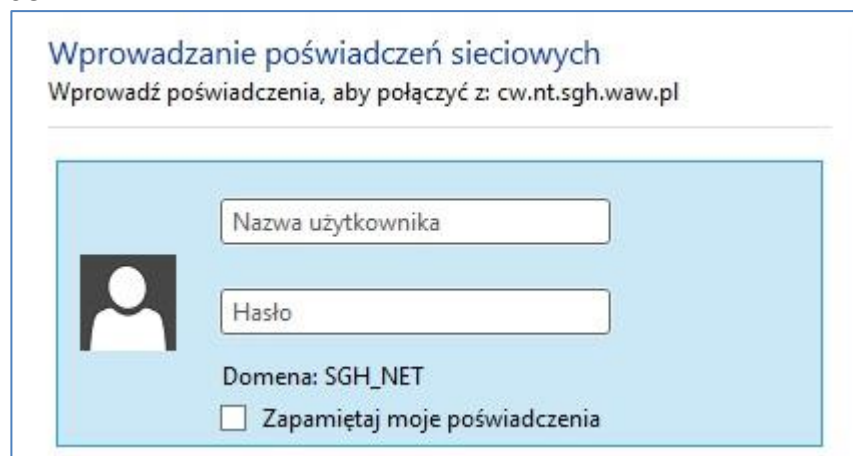 Wprowadzanie poświadczeń sieciowych
Wprowadź poświadczenia, aby połączyć z: cw.nt.sgh.waw.pl
Nazwa użytkownika
Hasło
Domena: SGH_NET
Zapamiętaj moje poświadczenia